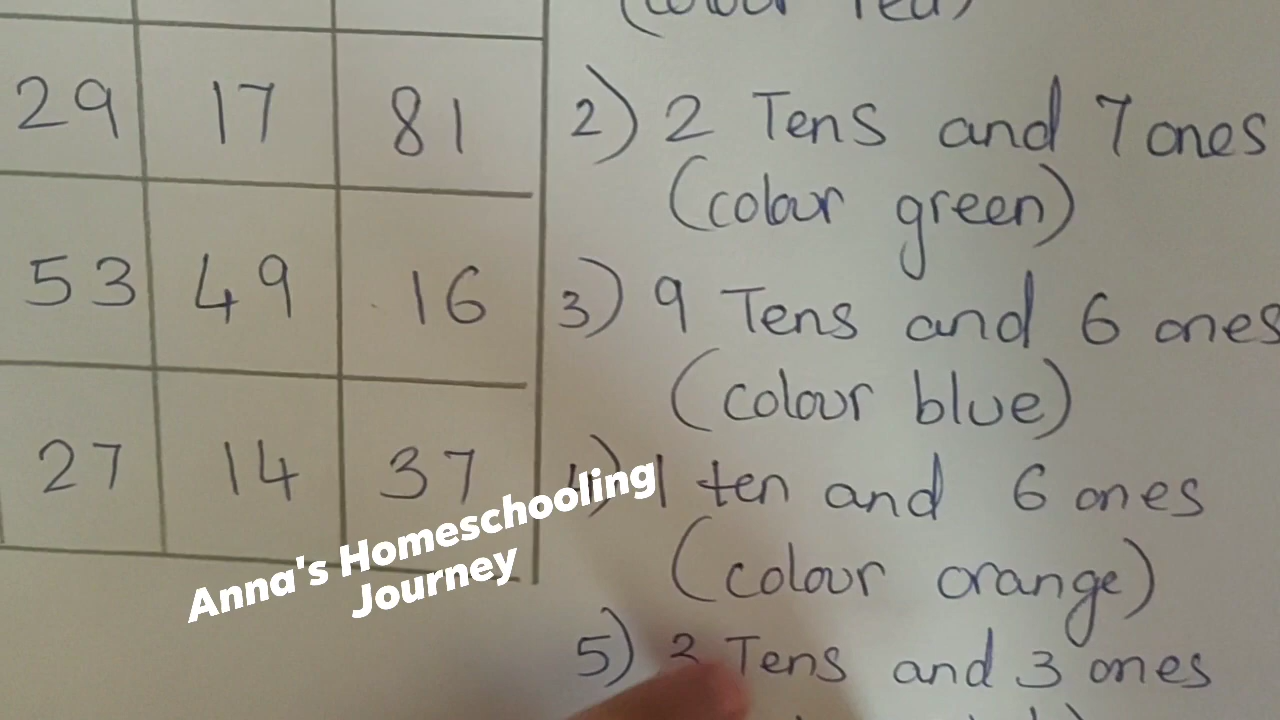 29 17 81
53 49 16
27 14 37
2) 2 Tens and 7 ones
(colour green)
3) 9 Tens and 6 ones
(colour blue)
4) 1 ten and 6 ones
(colour orange)
5) Tens and 3 ones
Anna's Homeschooling
Journey